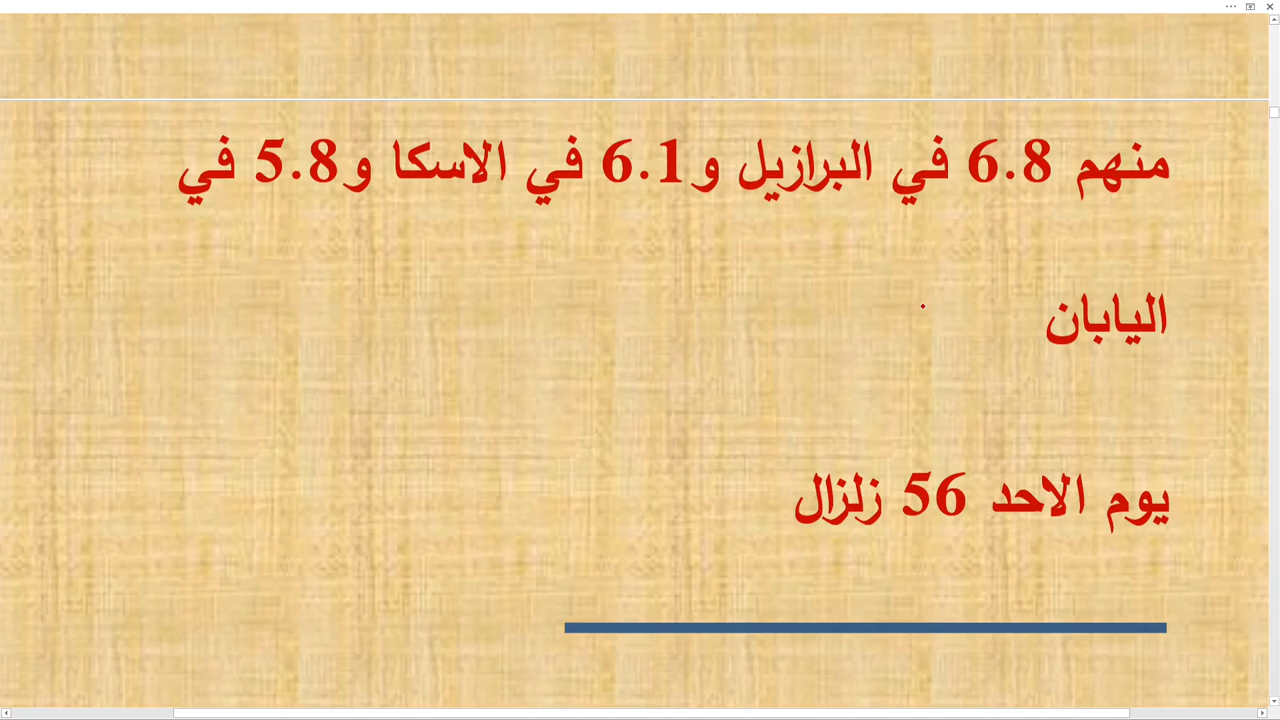 منهم 6.8 في البرازيل و6.1 في الاسكا و5.8 في
اليابان
يوم الاحد 56 زلزال